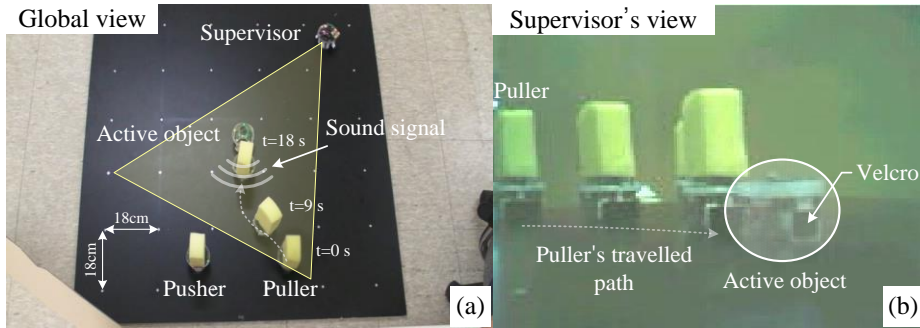 Global view
Supervisor
Active object
t=18 s
Sound signal
t=9 s
18cm
18cm
t=0 s
Pusher
Puller
(a)
Supervisor's view
Puller
Velcro
Puller's travelled
path
Active object
(b)